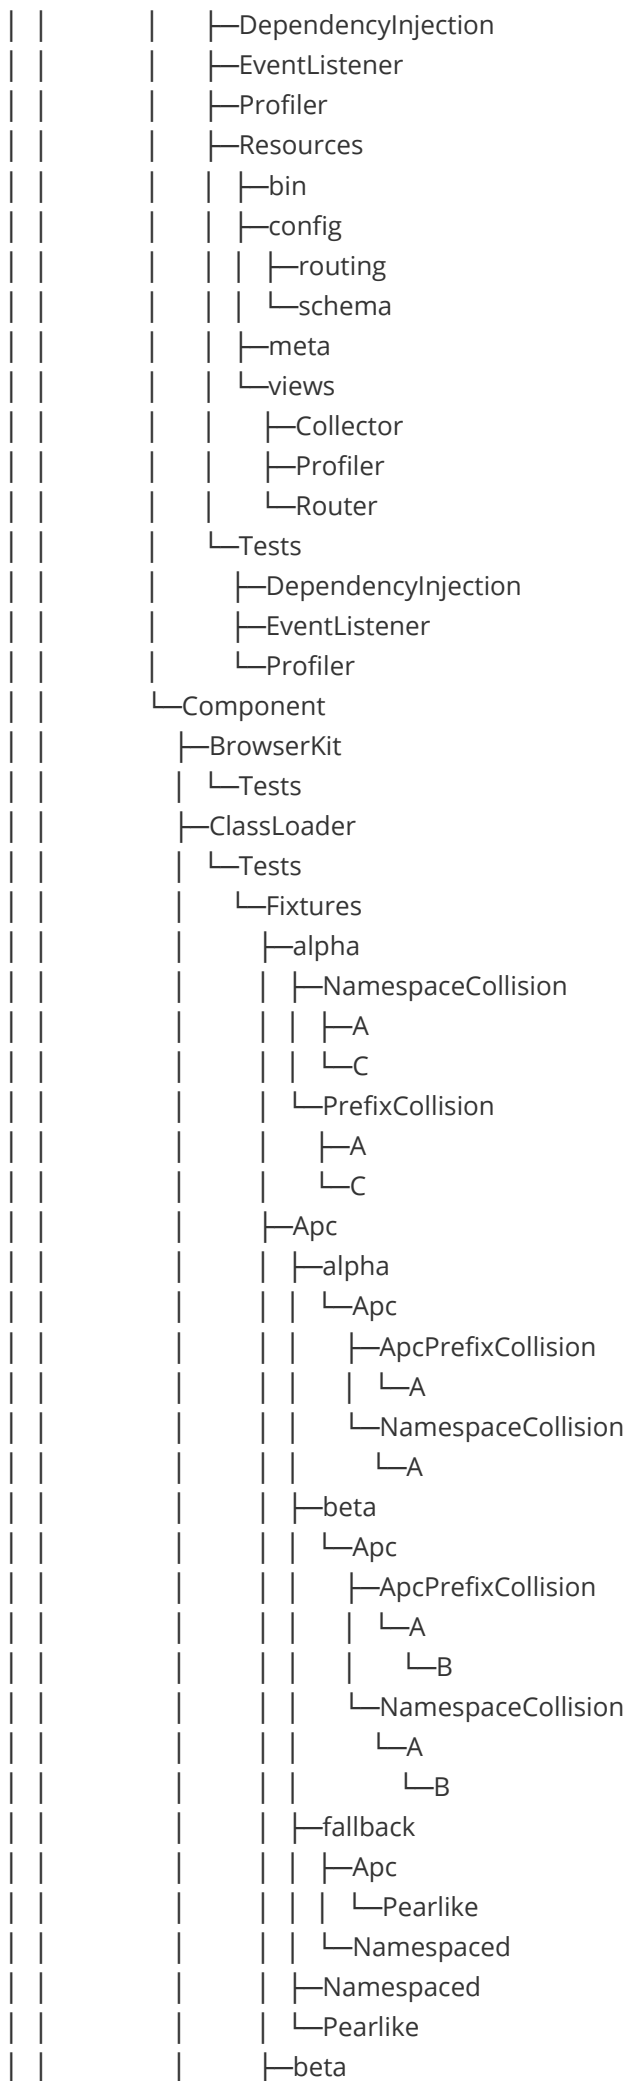 │ │ │ ├─DependencyInjection
│ │ │ ├─EventListener
│ │ │ ├─Profiler
│ │ │ ├─Resources
│ │ │ │ ├─bin
│ │ │ │ ├─config
│ │ │ │ │ ├─routing
│ │ │ │ │ └─schema
│ │ │ │ ├─meta
│ │ │ │ └─views
│ │ │ │ ├─Collector
│ │ │ │ ├─Profiler
│ │ │ │ └─Router
│ │ │ └─Tests
│ │ │ ├─DependencyInjection
│ │ │ ├─EventListener
│ │ │ └─Profiler
│ │ └─Component
│ │ ├─BrowserKit
│ │ │ └─Tests
│ │ ├─ClassLoader
│ │ │ └─Tests
│ │ │ └─Fixtures
│ │ │ ├─alpha
│ │ │ │ ├─NamespaceCollision
│ │ │ │ │ ├─A
│ │ │ │ │ └─C
│ │ │ │ └─PrefixCollision
│ │ │ │ ├─A
│ │ │ │ └─C
│ │ │ ├─Apc
│ │ │ │ ├─alpha
│ │ │ │ │ └─Apc
│ │ │ │ │ ├─ApcPrefixCollision
│ │ │ │ │ │ └─A
│ │ │ │ │ └─NamespaceCollision
│ │ │ │ │ └─A
│ │ │ │ ├─beta
│ │ │ │ │ └─Apc
│ │ │ │ │ ├─ApcPrefixCollision
│ │ │ │ │ │ └─A
│ │ │ │ │ │ └─B
│ │ │ │ │ └─NamespaceCollision
│ │ │ │ │ └─A
│ │ │ │ │ └─B
│ │ │ │ ├─fallback
│ │ │ │ │ ├─Apc
│ │ │ │ │ │ └─Pearlike
│ │ │ │ │ └─Namespaced
│ │ │ │ ├─Namespaced
│ │ │ │ └─Pearlike
│ │ │ ├─beta